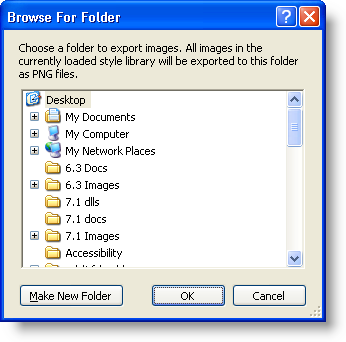 Browse For Folder
Choose a folder to export images. All images in the
currently loaded style library will be exported to this folder
as PNG files.
Desktop
My Documents
My Computer
My Network Places
6.3 Docs
6.3 Images
7.1 dlls
7.1 docs
7.1 Images
Accessibility
Make New Folder
OK
Cancel